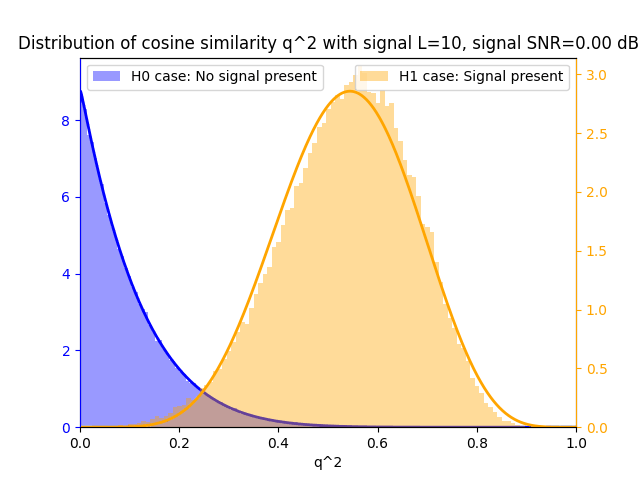 Distribution of cosine similarity q^2 with signal L=10, signal SNR=0.00 dB
H0 case: No signal present
H1 case: Signal present
8
6
4
2
0
3.0
2.5
2.0
1.5
1.0
0.5
0.0
0.0 0.2 0.4 0.6 0.8 1.0
q^2